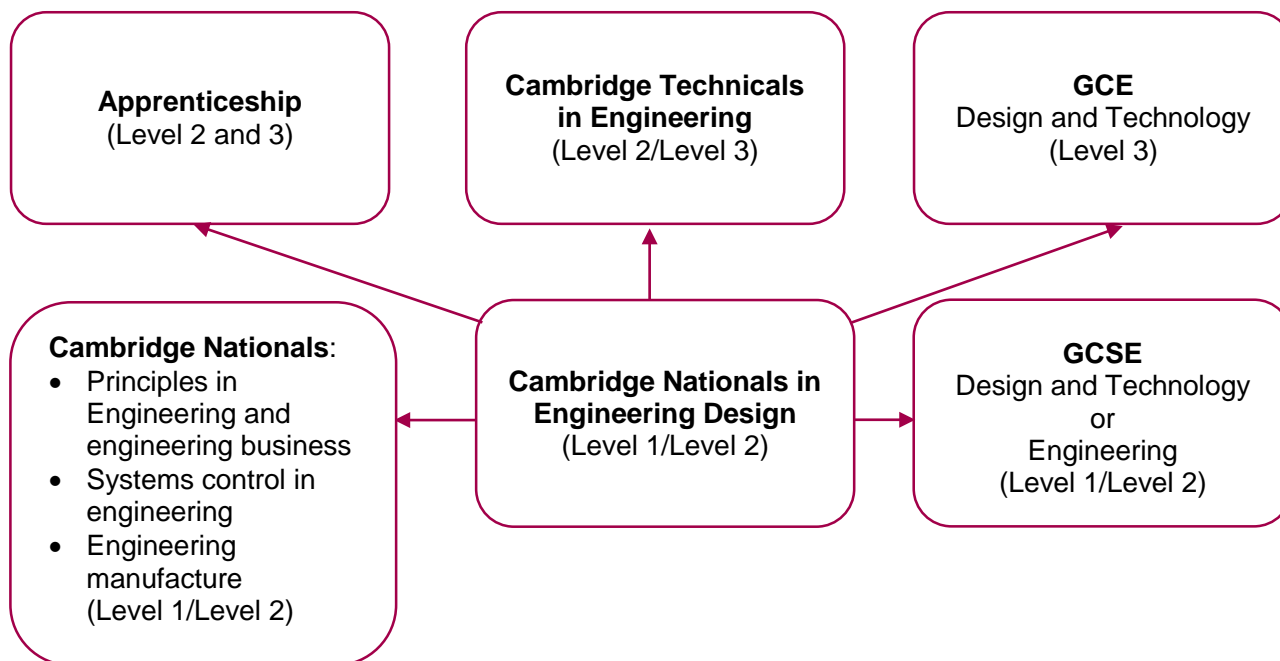 Apprenticeship
(Level 2 and 3)
Cambridge Technicals
in Engineering
(Level 2/Level 3)
GCE
Design and Technology
(Level 3)
Cambridge Nationals:
• Principles in
Engineering and
engineering business
• Systems control in
engineering
• Engineering
manufacture
(Level 1/Level 2)
Cambridge Nationals in
Engineering Design
(Level 1/Level 2)
GCSE
Design and Technology
or
Engineering
(Level 1/Level 2)